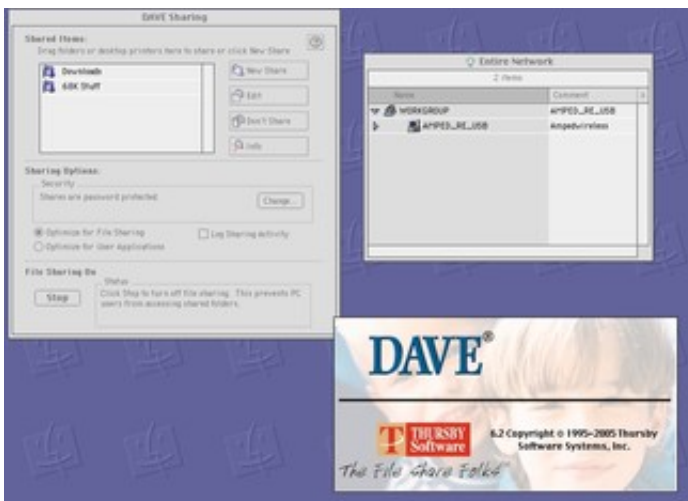 DAVE Sharing
Shared Items:
Drag folders or desktop printers here to share or click New Share
Downloads
68K Stuff
New Share
Edit
Don't Share
Info
Sharing Options:
Security
Shares are password protected.
Change...
Optimize for File Sharing
Log Sharing Activity
Optimize for User Applications
File Sharing On
Status
Stop
Click Stop to turn off file sharing. This prevents PC
users from accessing shared folders.
Entire Network
2 items
Name Comment
WORKGROUP AMPED_RE_USB
AMPED_RE_USB Ampedwireless
DAVE®
THURSBY
Software
6.2 Copyright © 1995-2005 Thursby
Software Systems, Inc.
The File Share Folks